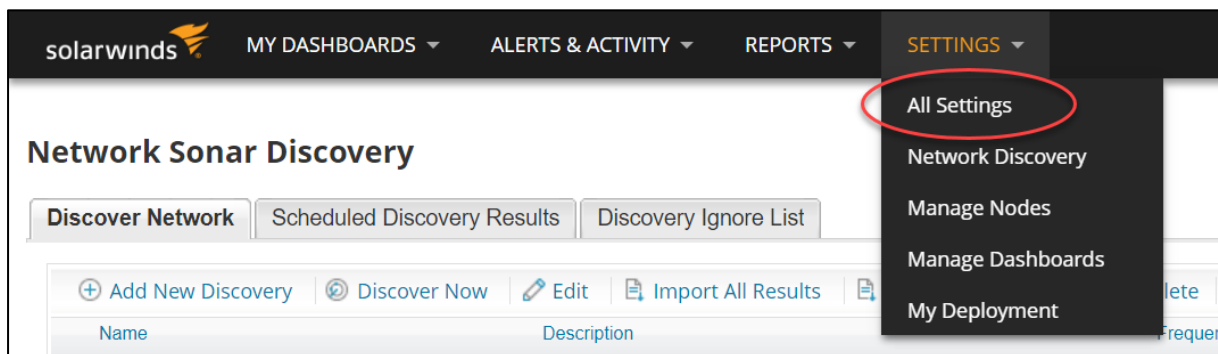 solarwinds MY DASHBOARDS ALERTS & ACTIVITY REPORTS SETTINGS
All Settings
Network Discovery
Manage Nodes
Manage Dashboards
My Deployment
Network Sonar Discovery
Discover Network Scheduled Discovery Results Discovery Ignore List
Add New Discovery Discover Now Edit Import All Results
Name Description